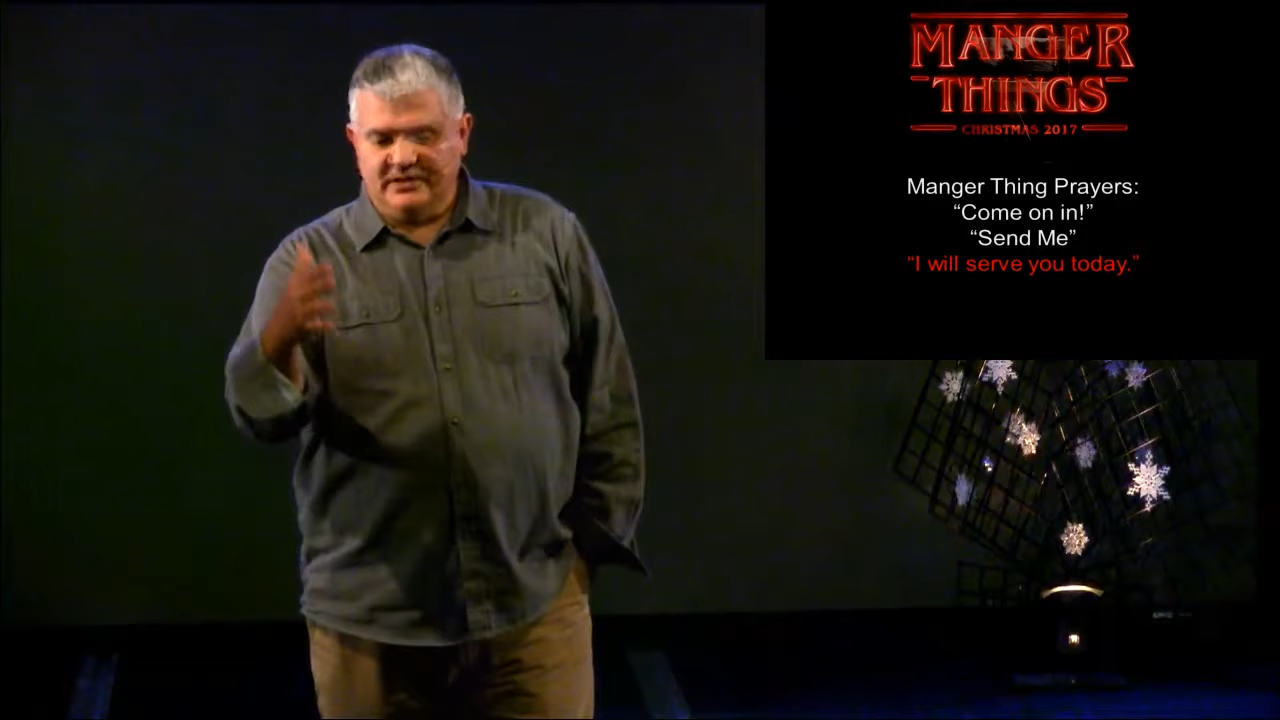 MANGER
THINGS
CHRISTMAS 2017
Manger Thing Prayers:
“Come on in!”
“Send Me”
“I will serve you today.”